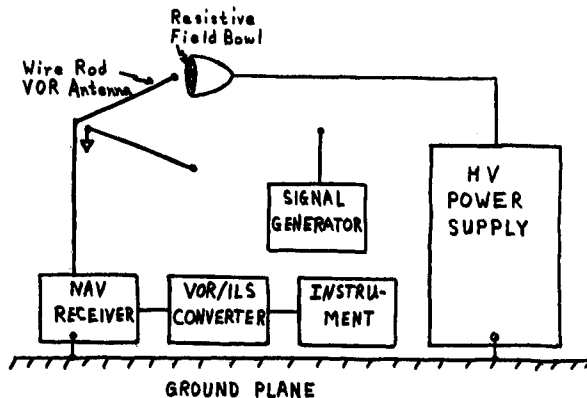 Resistive
Field Bowl
Wire Rod
VOR Antenna
HV
POWER
SUPPLY
SIGNAL
GENERATOR
NAV
RECEIVER
VOR/ILS
CONVERTER
INSTRU-
MENT
GROUND PLANE